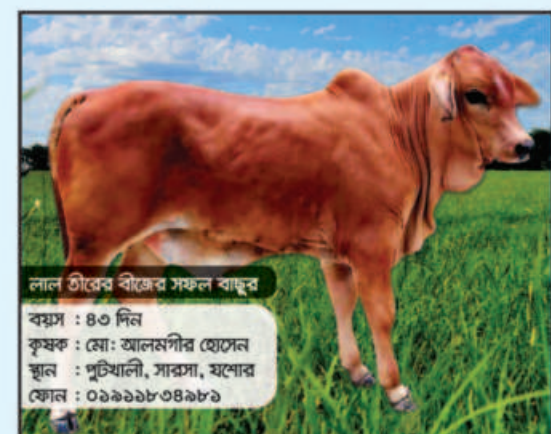 লাল তীরের বীজের সফল বাছুর
বয়স : ৪৩ দিন
কৃষক : মো: আলমগীর হোসেন
স্থান : পুটখালী, সারসা, যশোর
ফোন : ০১৯১১৮৩৪৯৮১